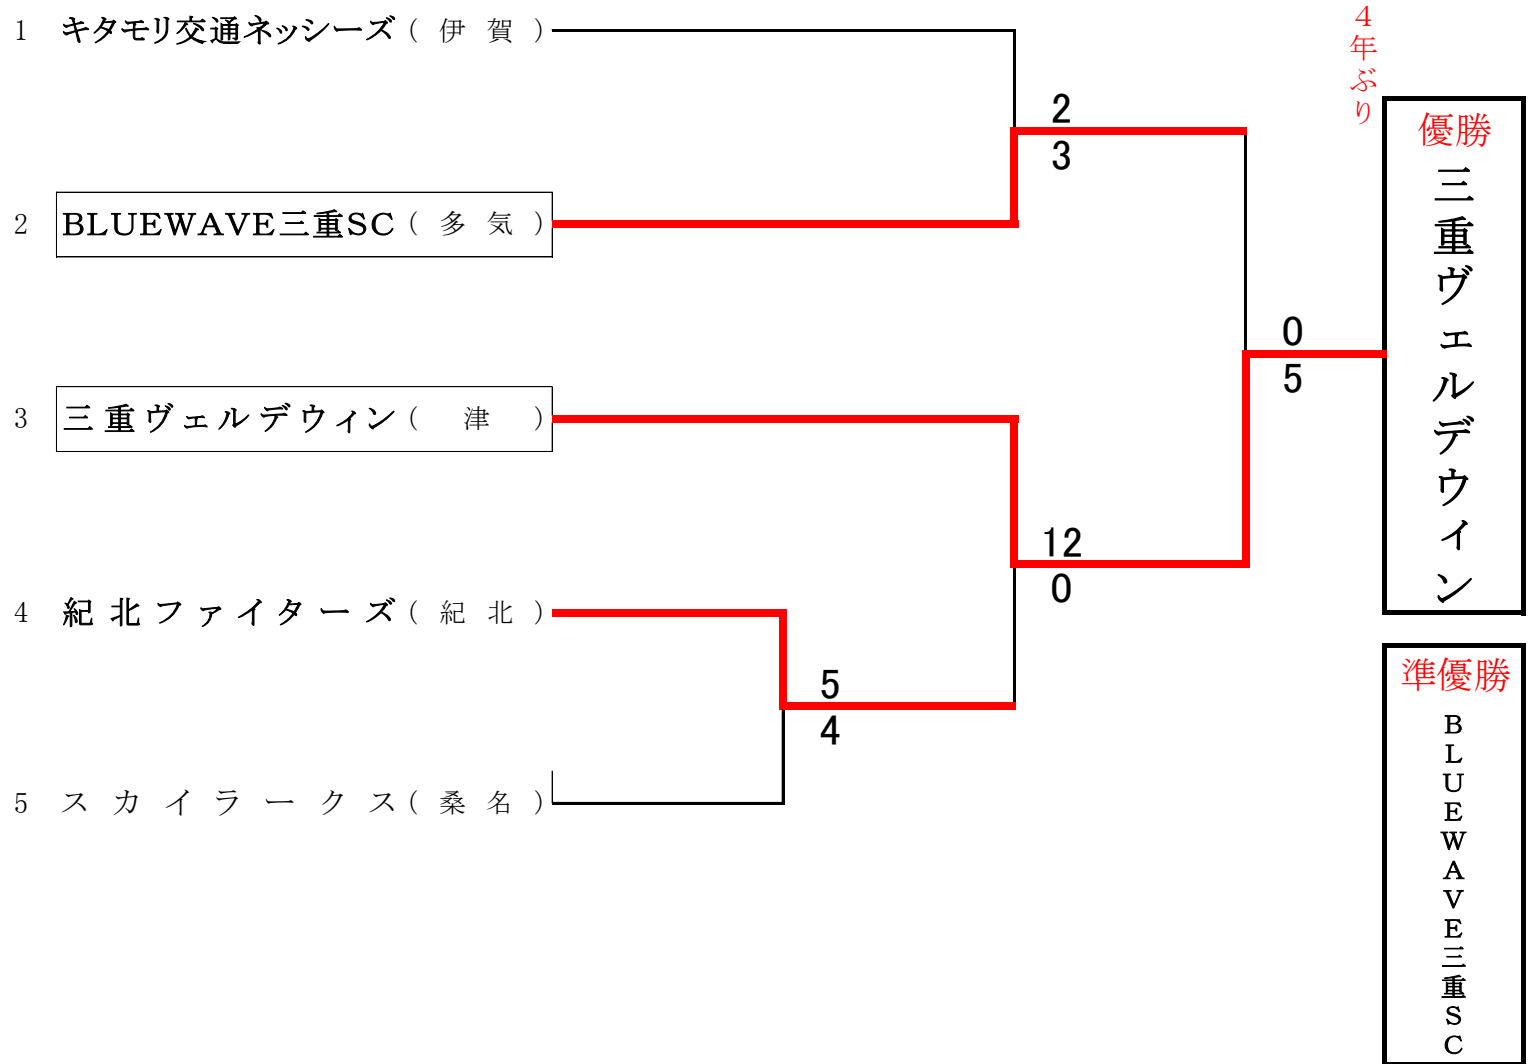 1 キタモリ交通ネッシーズ ( 伊 賀 )
2
3
2 BLUEWAVE三重SC ( 多 気 )
3 三重ヴェルデウィン ( 津 )
0
5
12
0
4 紀北ファイターズ ( 紀 北 )
5
4
5 スカイラークス ( 桑 名 )
4年ぶり
優勝
三重ヴェルデウィン
準優勝
BLUEWAVE三重SC